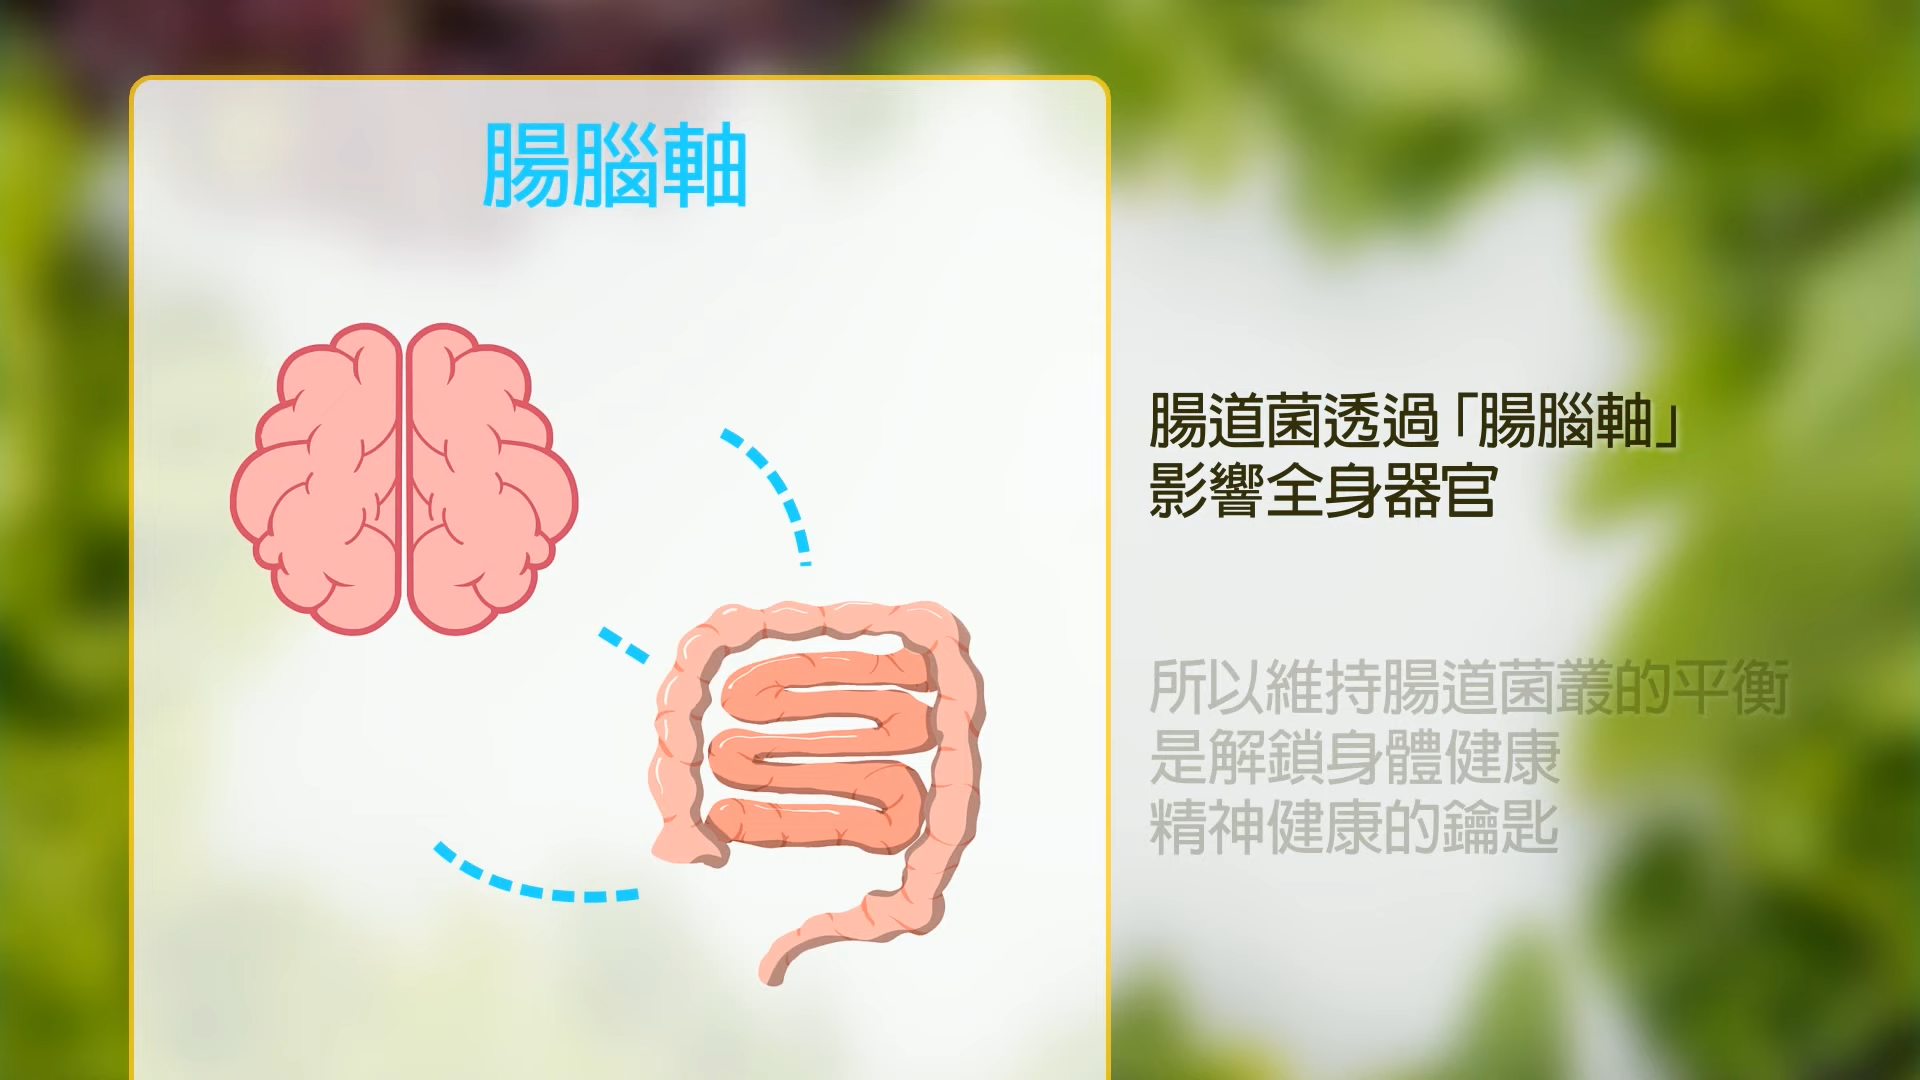 腸腦軸
腸道菌透過「腸腦軸」
影響全身器官
所以維持腸道菌叢的平衡
是解鎖身體健康
精神健康的鑰匙